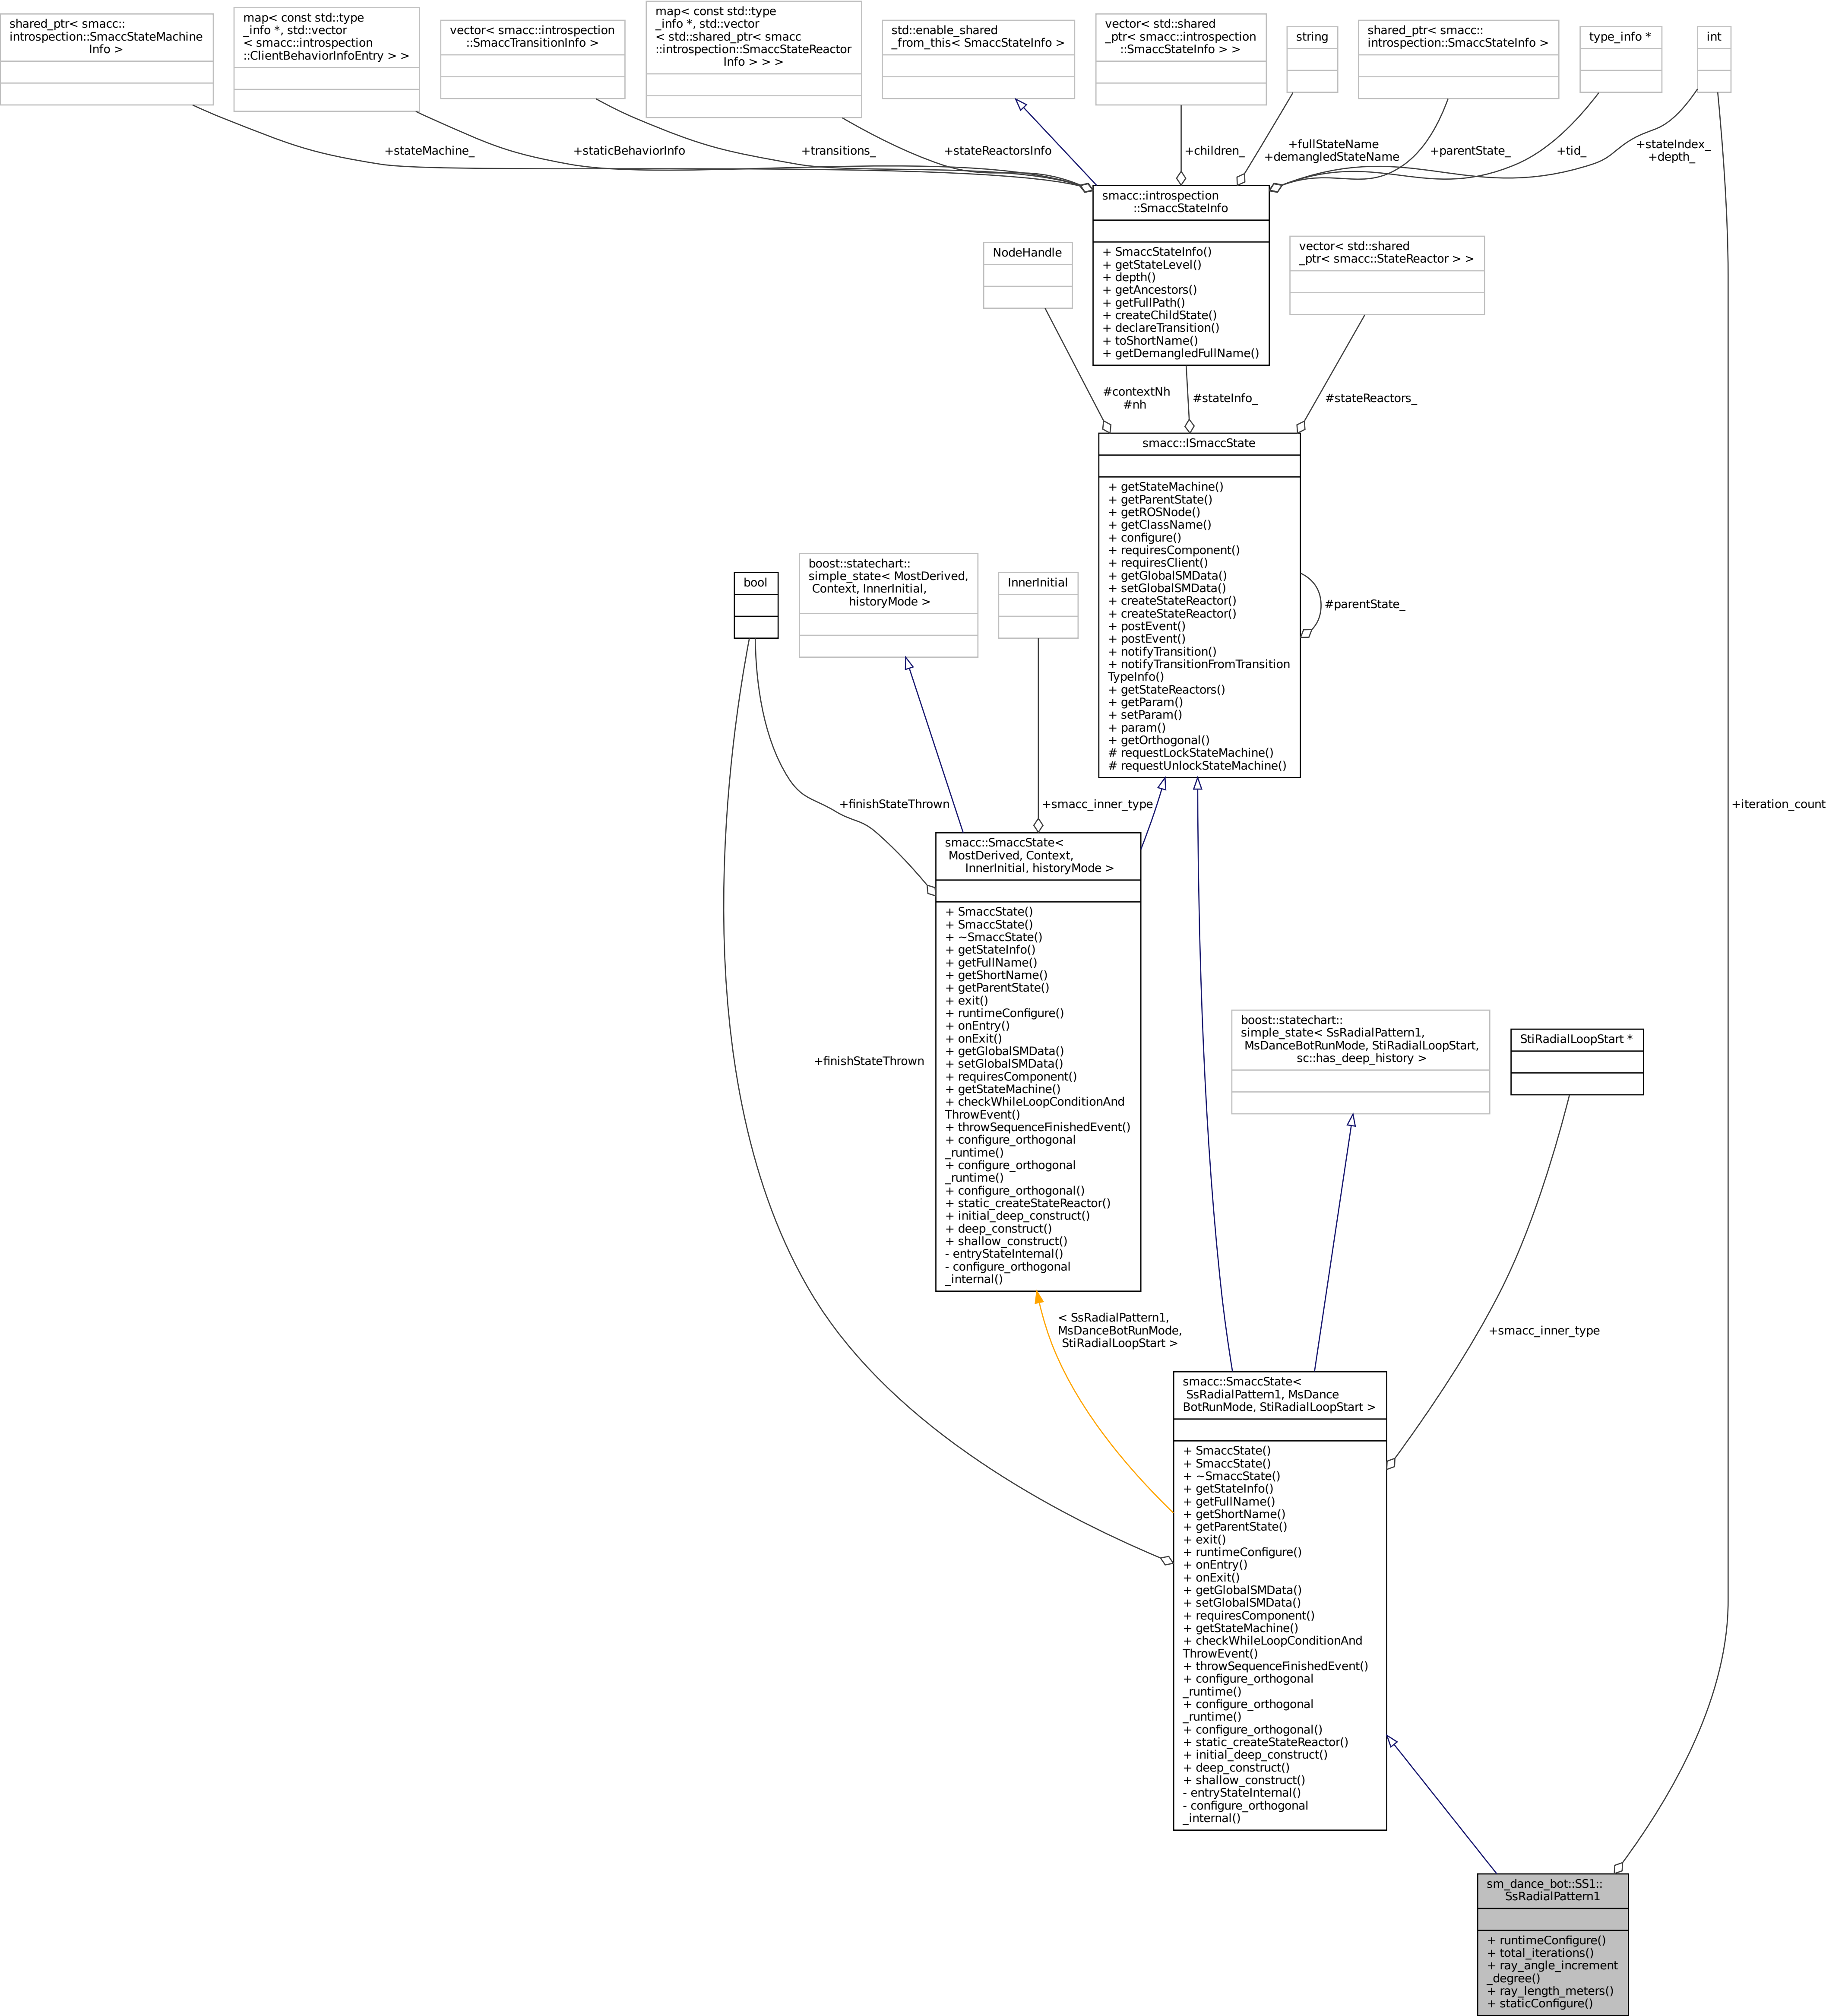 shared_ptr< smacc::
introspection::SmaccStateMachine
Info >
map< const std::type
_info *, std::vector
< smacc::introspection
::ClientBehaviorInfoEntry > >
vector< smacc::introspection
::SmaccTransitionInfo >
map< const std::type
_info *, std::vector
< std::shared_ptr< smacc
::introspection::SmaccStateReactor
Info > > >
std::enable_shared
_from_this< SmaccStateInfo >
vector< std::shared
_ptr< smacc::introspection
::SmaccStateInfo > >
string
shared_ptr< smacc::
introspection::SmaccStateInfo >
type_info *
int
+stateMachine_
+staticBehaviorInfo
+transitions_
+stateReactorsInfo
+children_
+fullStateName
+demangledStateName
+parentState_
+tid_
+stateIndex_
+depth_
smacc::introspection
::SmaccStateInfo
+ SmaccStateInfo()
+ getStateLevel()
+ depth()
+ getAncestors()
+ getFullPath()
+ createChildState()
+ declareTransition()
+ toShortName()
+ getDemangledFullName()
NodeHandle
vector< std::shared
_ptr< smacc::StateReactor > >
#contextNh
#nh
#stateInfo_
#stateReactors_
smacc::ISmaccState
+ getStateMachine()
+ getParentState()
+ getROSNode()
+ getClassName()
+ configure()
+ requiresComponent()
+ requiresClient()
+ getGlobalSMData()
+ setGlobalSMData()
+ createStateReactor()
+ createStateReactor()
+ postEvent()
+ postEvent()
+ notifyTransition()
+ notifyTransitionFromTransition
TypeInfo()
+ getStateReactors()
+ getParam()
+ setParam()
+ param()
+ getOrthogonal()
# requestLockStateMachine()
# requestUnlockStateMachine()
#parentState_
bool
boost::statechart::
simple_state< MostDerived,
Context, InnerInitial,
historyMode >
InnerInitial
+finishStateThrown
+smacc_inner_type
+iteration_count
smacc::SmaccState<
MostDerived, Context,
InnerInitial, historyMode >
+ SmaccState()
+ SmaccState()
+ ~SmaccState()
+ getStateInfo()
+ getFullName()
+ getShortName()
+ getParentState()
+ exit()
+ runtimeConfigure()
+ onEntry()
+ onExit()
+ getGlobalSMData()
+ setGlobalSMData()
+ requiresComponent()
+ getStateMachine()
+ checkWhileLoopConditionAnd
ThrowEvent()
+ throwSequenceFinishedEvent()
+ configure_orthogonal
_runtime()
+ configure_orthogonal
_runtime()
+ configure_orthogonal()
+ static_createStateReactor()
+ initial_deep_construct()
+ deep_construct()
+ shallow_construct()
- entryStateInternal()
- configure_orthogonal
_internal()
+finishStateThrown
boost::statechart::
simple_state< SsRadialPattern1,
MsDanceBotRunMode, StiRadialLoopStart,
sc::has_deep_history >
StiRadialLoopStart *
< SsRadialPattern1,
MsDanceBotRunMode,
StiRadialLoopStart >
+smacc_inner_type
smacc::SmaccState<
SsRadialPattern1, MsDance
BotRunMode, StiRadialLoopStart >
+ SmaccState()
+ SmaccState()
+ ~SmaccState()
+ getStateInfo()
+ getFullName()
+ getShortName()
+ getParentState()
+ exit()
+ runtimeConfigure()
+ onEntry()
+ onExit()
+ getGlobalSMData()
+ setGlobalSMData()
+ requiresComponent()
+ getStateMachine()
+ checkWhileLoopConditionAnd
ThrowEvent()
+ throwSequenceFinishedEvent()
+ configure_orthogonal
_runtime()
+ configure_orthogonal
_runtime()
+ configure_orthogonal()
+ static_createStateReactor()
+ initial_deep_construct()
+ deep_construct()
+ shallow_construct()
- entryStateInternal()
- configure_orthogonal
_internal()
sm_dance_bot::SS1::
SsRadialPattern1
+ runtimeConfigure()
+ total_iterations()
+ ray_angle_increment
_degree()
+ ray_length_meters()
+ staticConfigure()